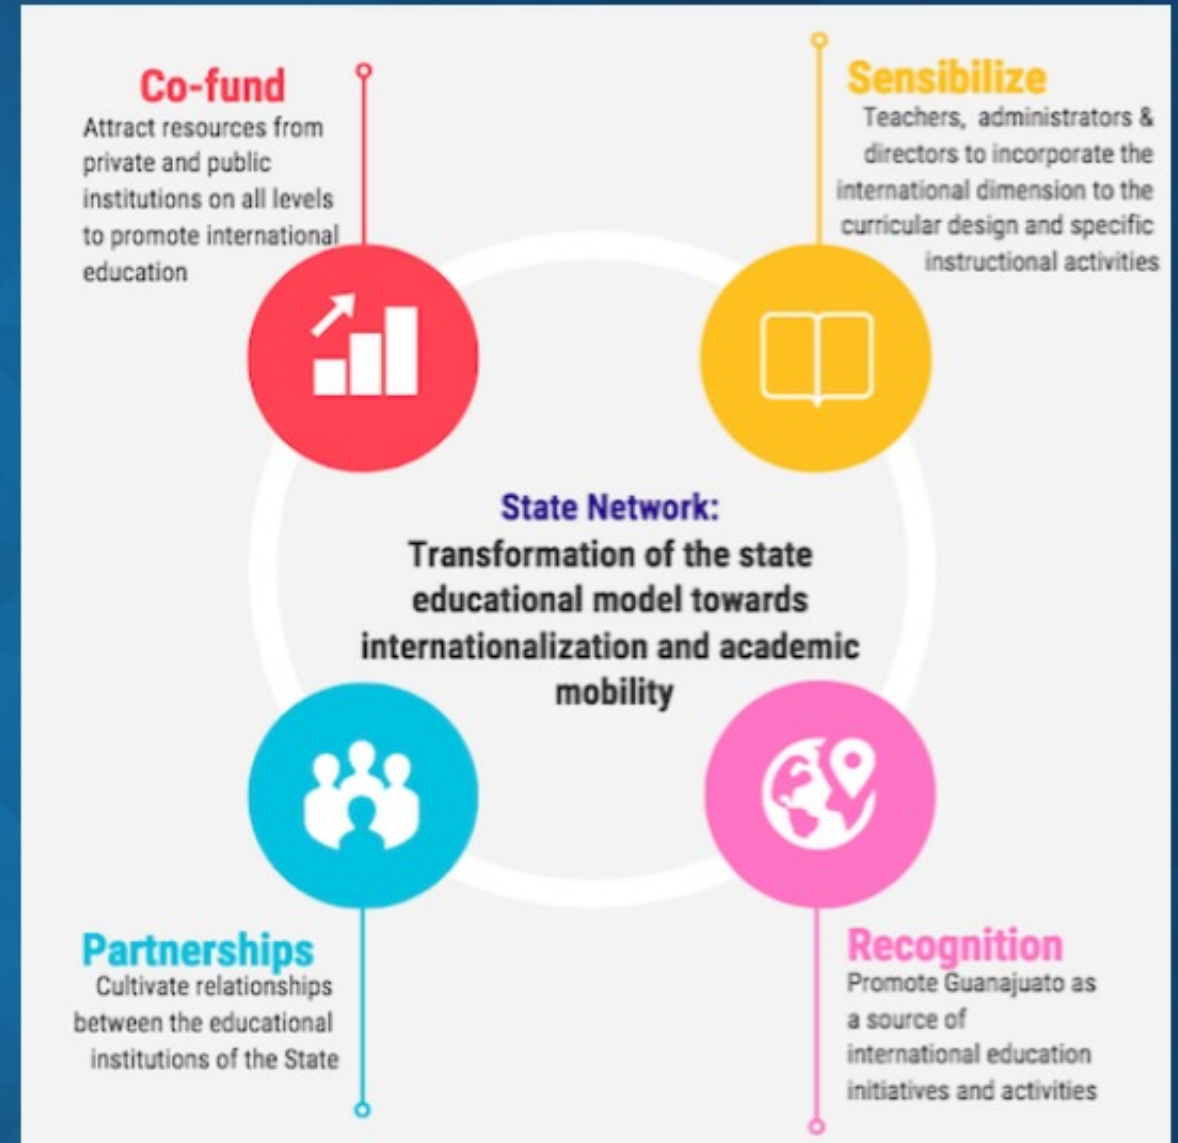 Co-fund
Attract resources from
private and public
institutions on all levels
to promote international
education
Sensibilize
Teachers, administrators &
directors to incorporate the
international dimension to the
curricular design and specific
instructional activities
State Network:
Transformation of the state
educational model towards
internationalization and academic
mobility
Partnerships
Cultivate relationships
between the educational
institutions of the State
Recognition
Promote Guanajuato as
a source of
international education
initiatives and activities